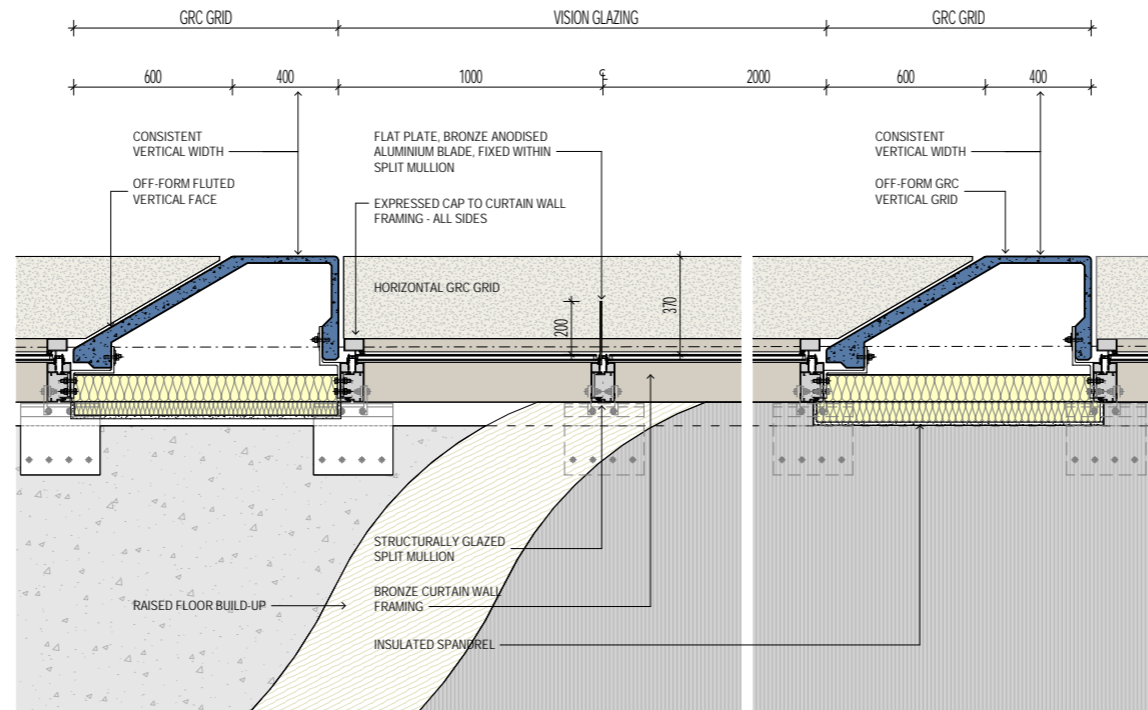 GRC GRID
VISION GLAZING
GRC GRID
600
400
1000
℄
2000
600
400
CONSISTENT
VERTICAL WIDTH
OFF-FORM FLUTED
VERTICAL FACE
FLAT PLATE, BRONZE ANODISED
ALUMINIUM BLADE, FIXED WITHIN
SPLIT MULLION
EXPRESSED CAP TO CURTAIN WALL
FRAMING - ALL SIDES
CONSISTENT
VERTICAL WIDTH
OFF-FORM GRC
VERTICAL GRID
HORIZONTAL GRC GRID
200
370
STRUCTURALLY GLAZED
SPLIT MULLION
BRONZE CURTAIN WALL
FRAMING
RAISED FLOOR BUILD-UP
INSULATED SPANDREL